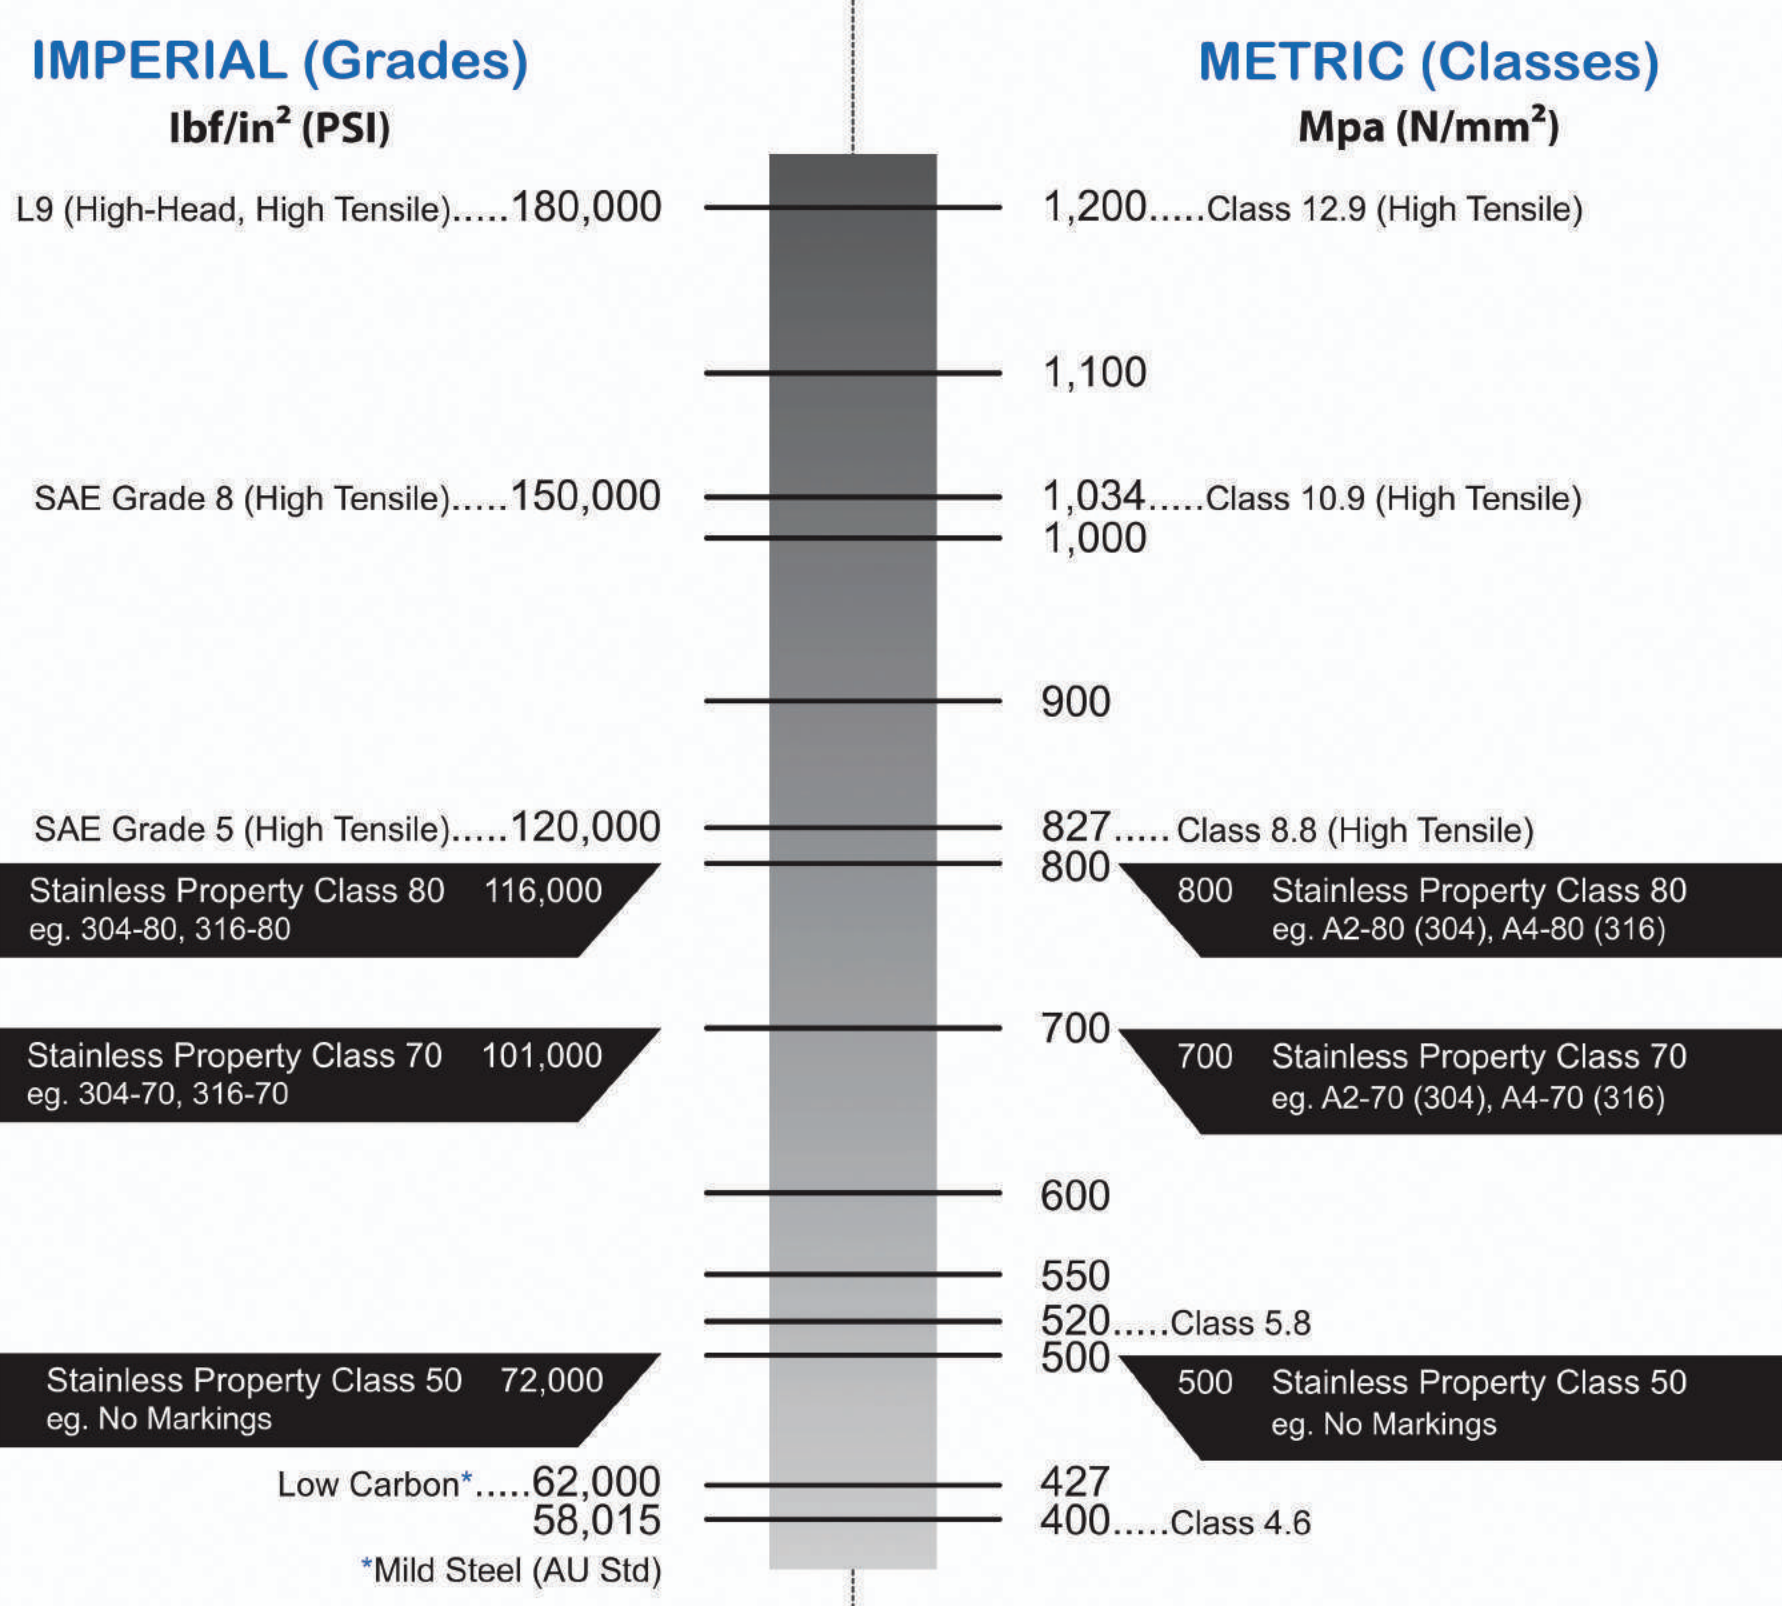 IMPERIAL (Grades)
lbf/in² (PSI)
METRIC (Classes)
Mpa (N/mm²)
L9 (High-Head, High Tensile).....180,000
1,200.....Class 12.9 (High Tensile)
1,100
SAE Grade 8 (High Tensile).....150,000
1,034.....Class 10.9 (High Tensile)
1,000
900
SAE Grade 5 (High Tensile).....120,000
827.....Class 8.8 (High Tensile)
800
Stainless Property Class 80 116,000
eg. 304-80, 316-80
800 Stainless Property Class 80
eg. A2-80 (304), A4-80 (316)
700
Stainless Property Class 70 101,000
eg. 304-70, 316-70
700 Stainless Property Class 70
eg. A2-70 (304), A4-70 (316)
600
550
520.....Class 5.8
500
Stainless Property Class 50 72,000
eg. No Markings
500 Stainless Property Class 50
eg. No Markings
Low Carbon*.....62,000
427
58,015
400.....Class 4.6
*Mild Steel (AU Std)